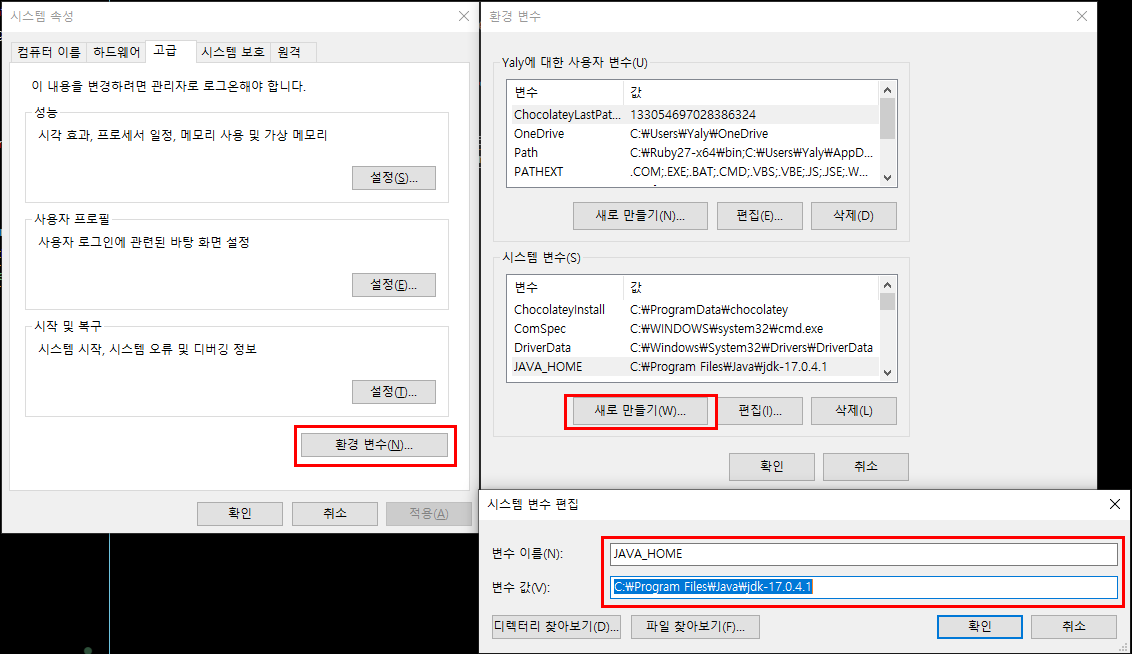 시스템 속성
컴퓨터 이름 하드웨어 고급 시스템 보호 원격
이 내용을 변경하려면 관리자로 로그온해야 합니다.
성능
시각 효과, 프로세서 일정, 메모리 사용 및 가상 메모리
설정(S)...
사용자 프로필
사용자 로그인에 관련된 바탕 화면 설정
설정(E)...
시작 및 복구
시스템 시작, 시스템 오류 및 디버깅 정보
설정(T)...
환경 변수(N)...
확인 취소 적용(A)
환경 변수
Yaly에 대한 사용자 변수(U)
변수 값
ChocolateyLastPat... 133054697028386324
OneDrive C:₩Users₩Yaly₩OneDrive
Path C:₩Ruby27-x64₩bin;C:₩Users₩Yaly₩AppD...
PATHEXT .COM;.EXE;.BAT;.CMD;.VBS;.VBE;.JS;.JSE;.W...
새로 만들기(N)... 편집(E)... 삭제(D)
시스템 변수(S)
변수 값
ChocolateyInstall C:₩ProgramData₩chocolatey
ComSpec C:₩WINDOWS₩system32₩cmd.exe
DriverData C:₩Windows₩System32₩Drivers₩DriverData
JAVA_HOME C:₩Program Files₩Java₩jdk-17.0.4.1
새로 만들기(W)... 편집(I)... 삭제(L)
확인 취소
시스템 변수 편집
변수 이름(N): JAVA_HOME
변수 값(V): C:₩Program Files₩Java₩jdk-17.0.4.1
디렉터리 찾아보기(D)... 파일 찾아보기(F)... 확인 취소